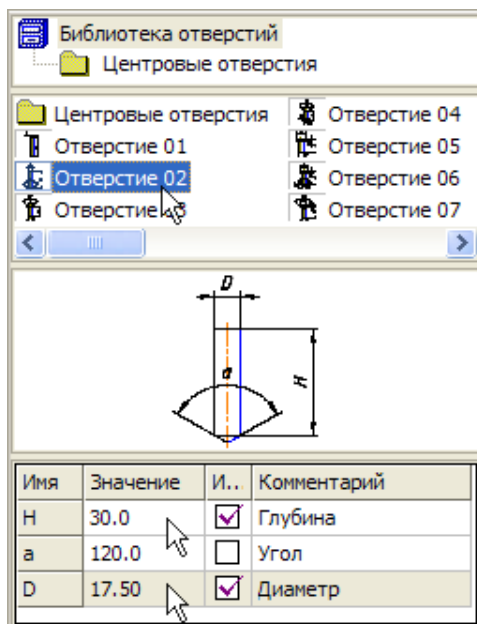 Библиотека отверстий
Центровые отверстия
Центровые отверстия Отверстие 04
Отверстие 01 Отверстие 05
Отверстие 02 Отверстие 06
Отверстие 07
D
a
H
Имя Значение И... Комментарий
H 30.0 Глубина
a 120.0 Угол
D 17.50 Диаметр